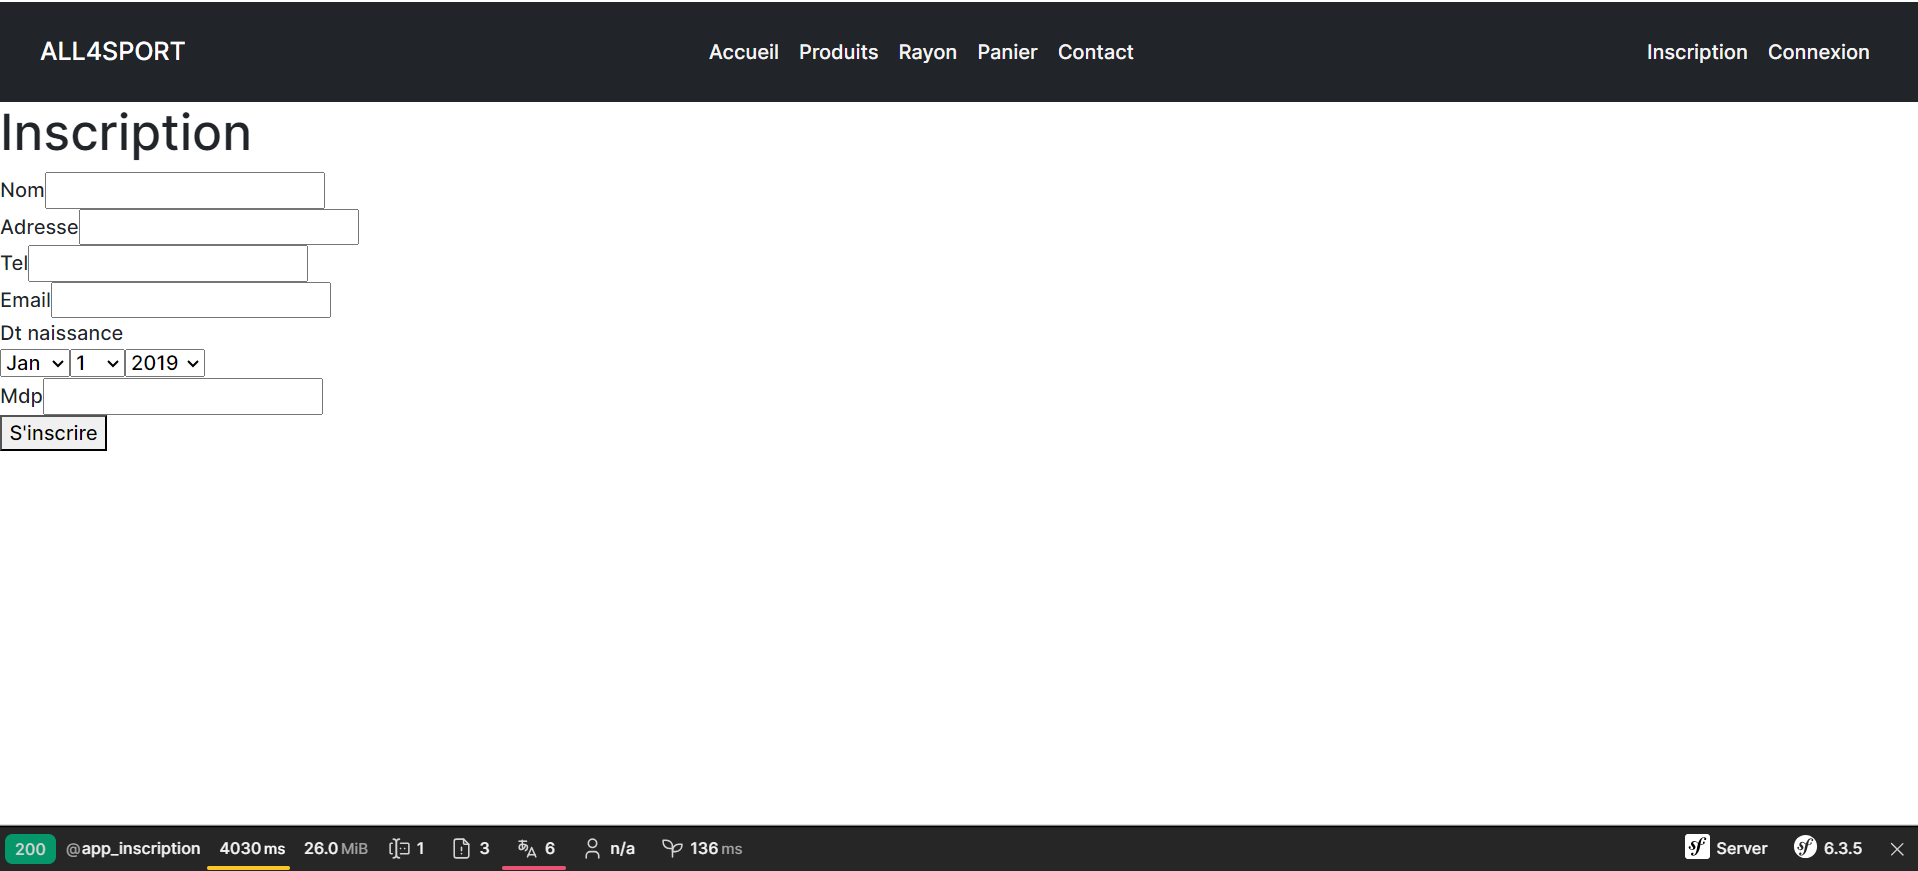 ALL4SPORT Accueil Produits Rayon Panier Contact Inscription Connexion
Inscription
Nom
Adresse
Tel
Email
Dt naissance
Jan 1 2019
Mdp
S'inscrire
200 @app_inscription 4030 ms 26.0 MiB 1 3 6 n/a 136 ms Server 6.3.5